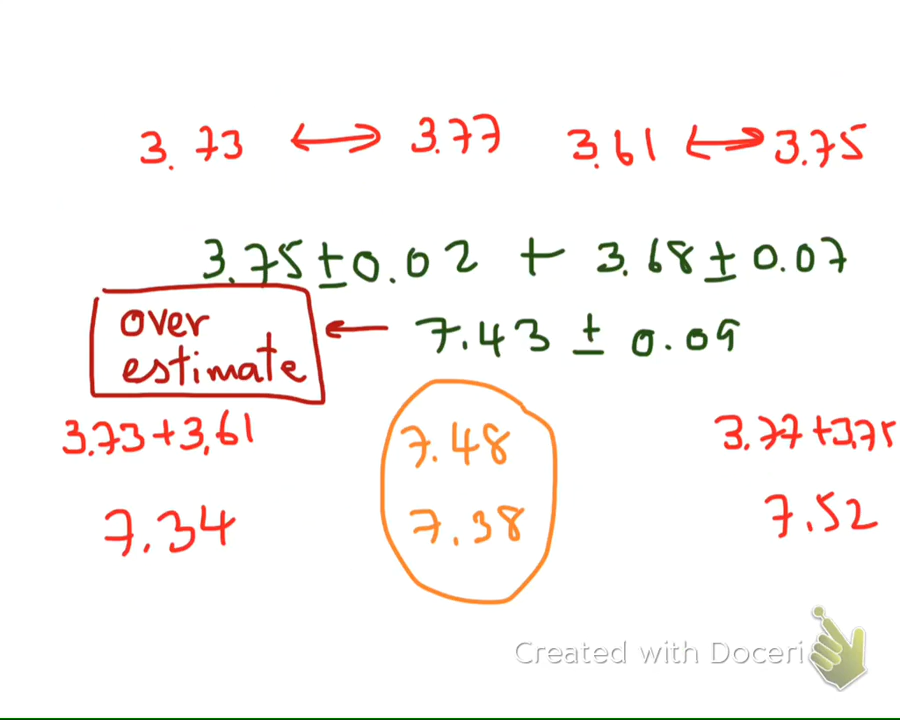 3.73 ↔ 3.77 3.61 ↔ 3.75
3.75±0.02 + 3.68±0.07
over ← 7.43 ± 0.09
estimate
3.73+3.61 7.48 3.77+3.75
7.34 7.38 7.52
Created with Doceri